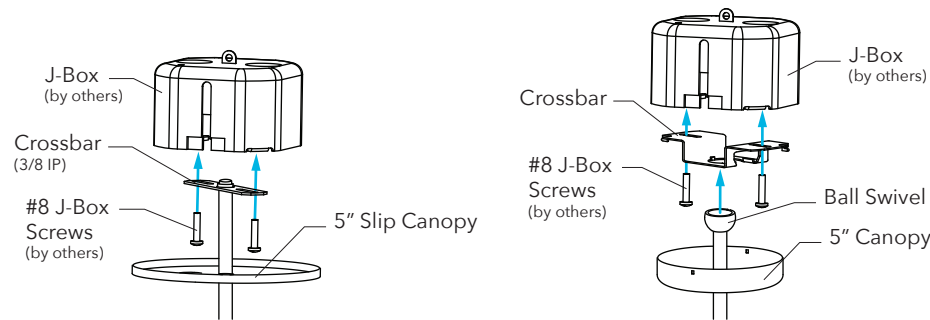 J-Box
(by others)
Crossbar
(3/8 IP)
#8 J-Box
Screws
(by others)
5” Slip Canopy
J-Box
(by others)
Crossbar
#8 J-Box
Screws
(by others)
Ball Swivel
5” Canopy